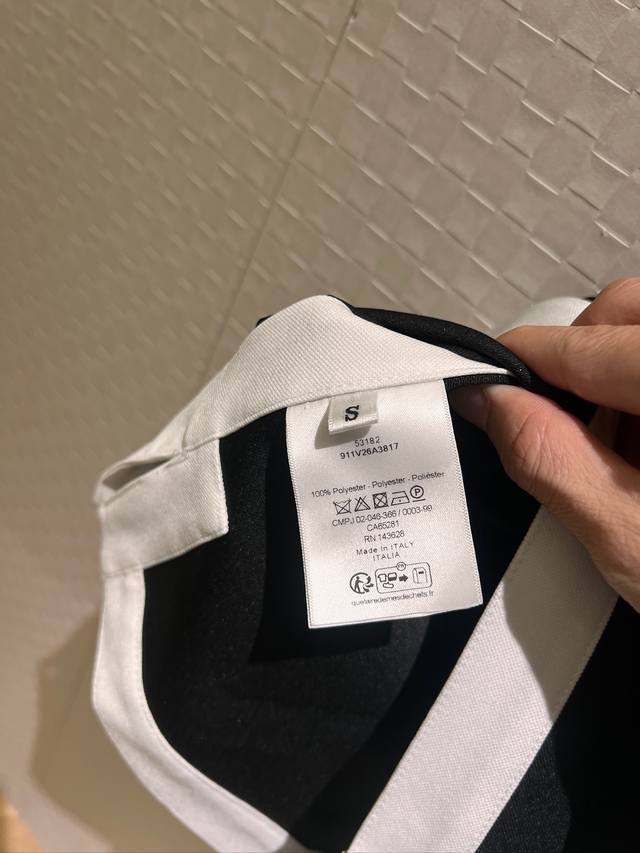 S
53182
911V26A3817
100% Polyester - Polyester - Poliéster
CMPJ 02-046-366 / 0003-99
CA65281
RN 143628
Made in ITALY
ITALIA
FR
quefairedemesdechets.fr